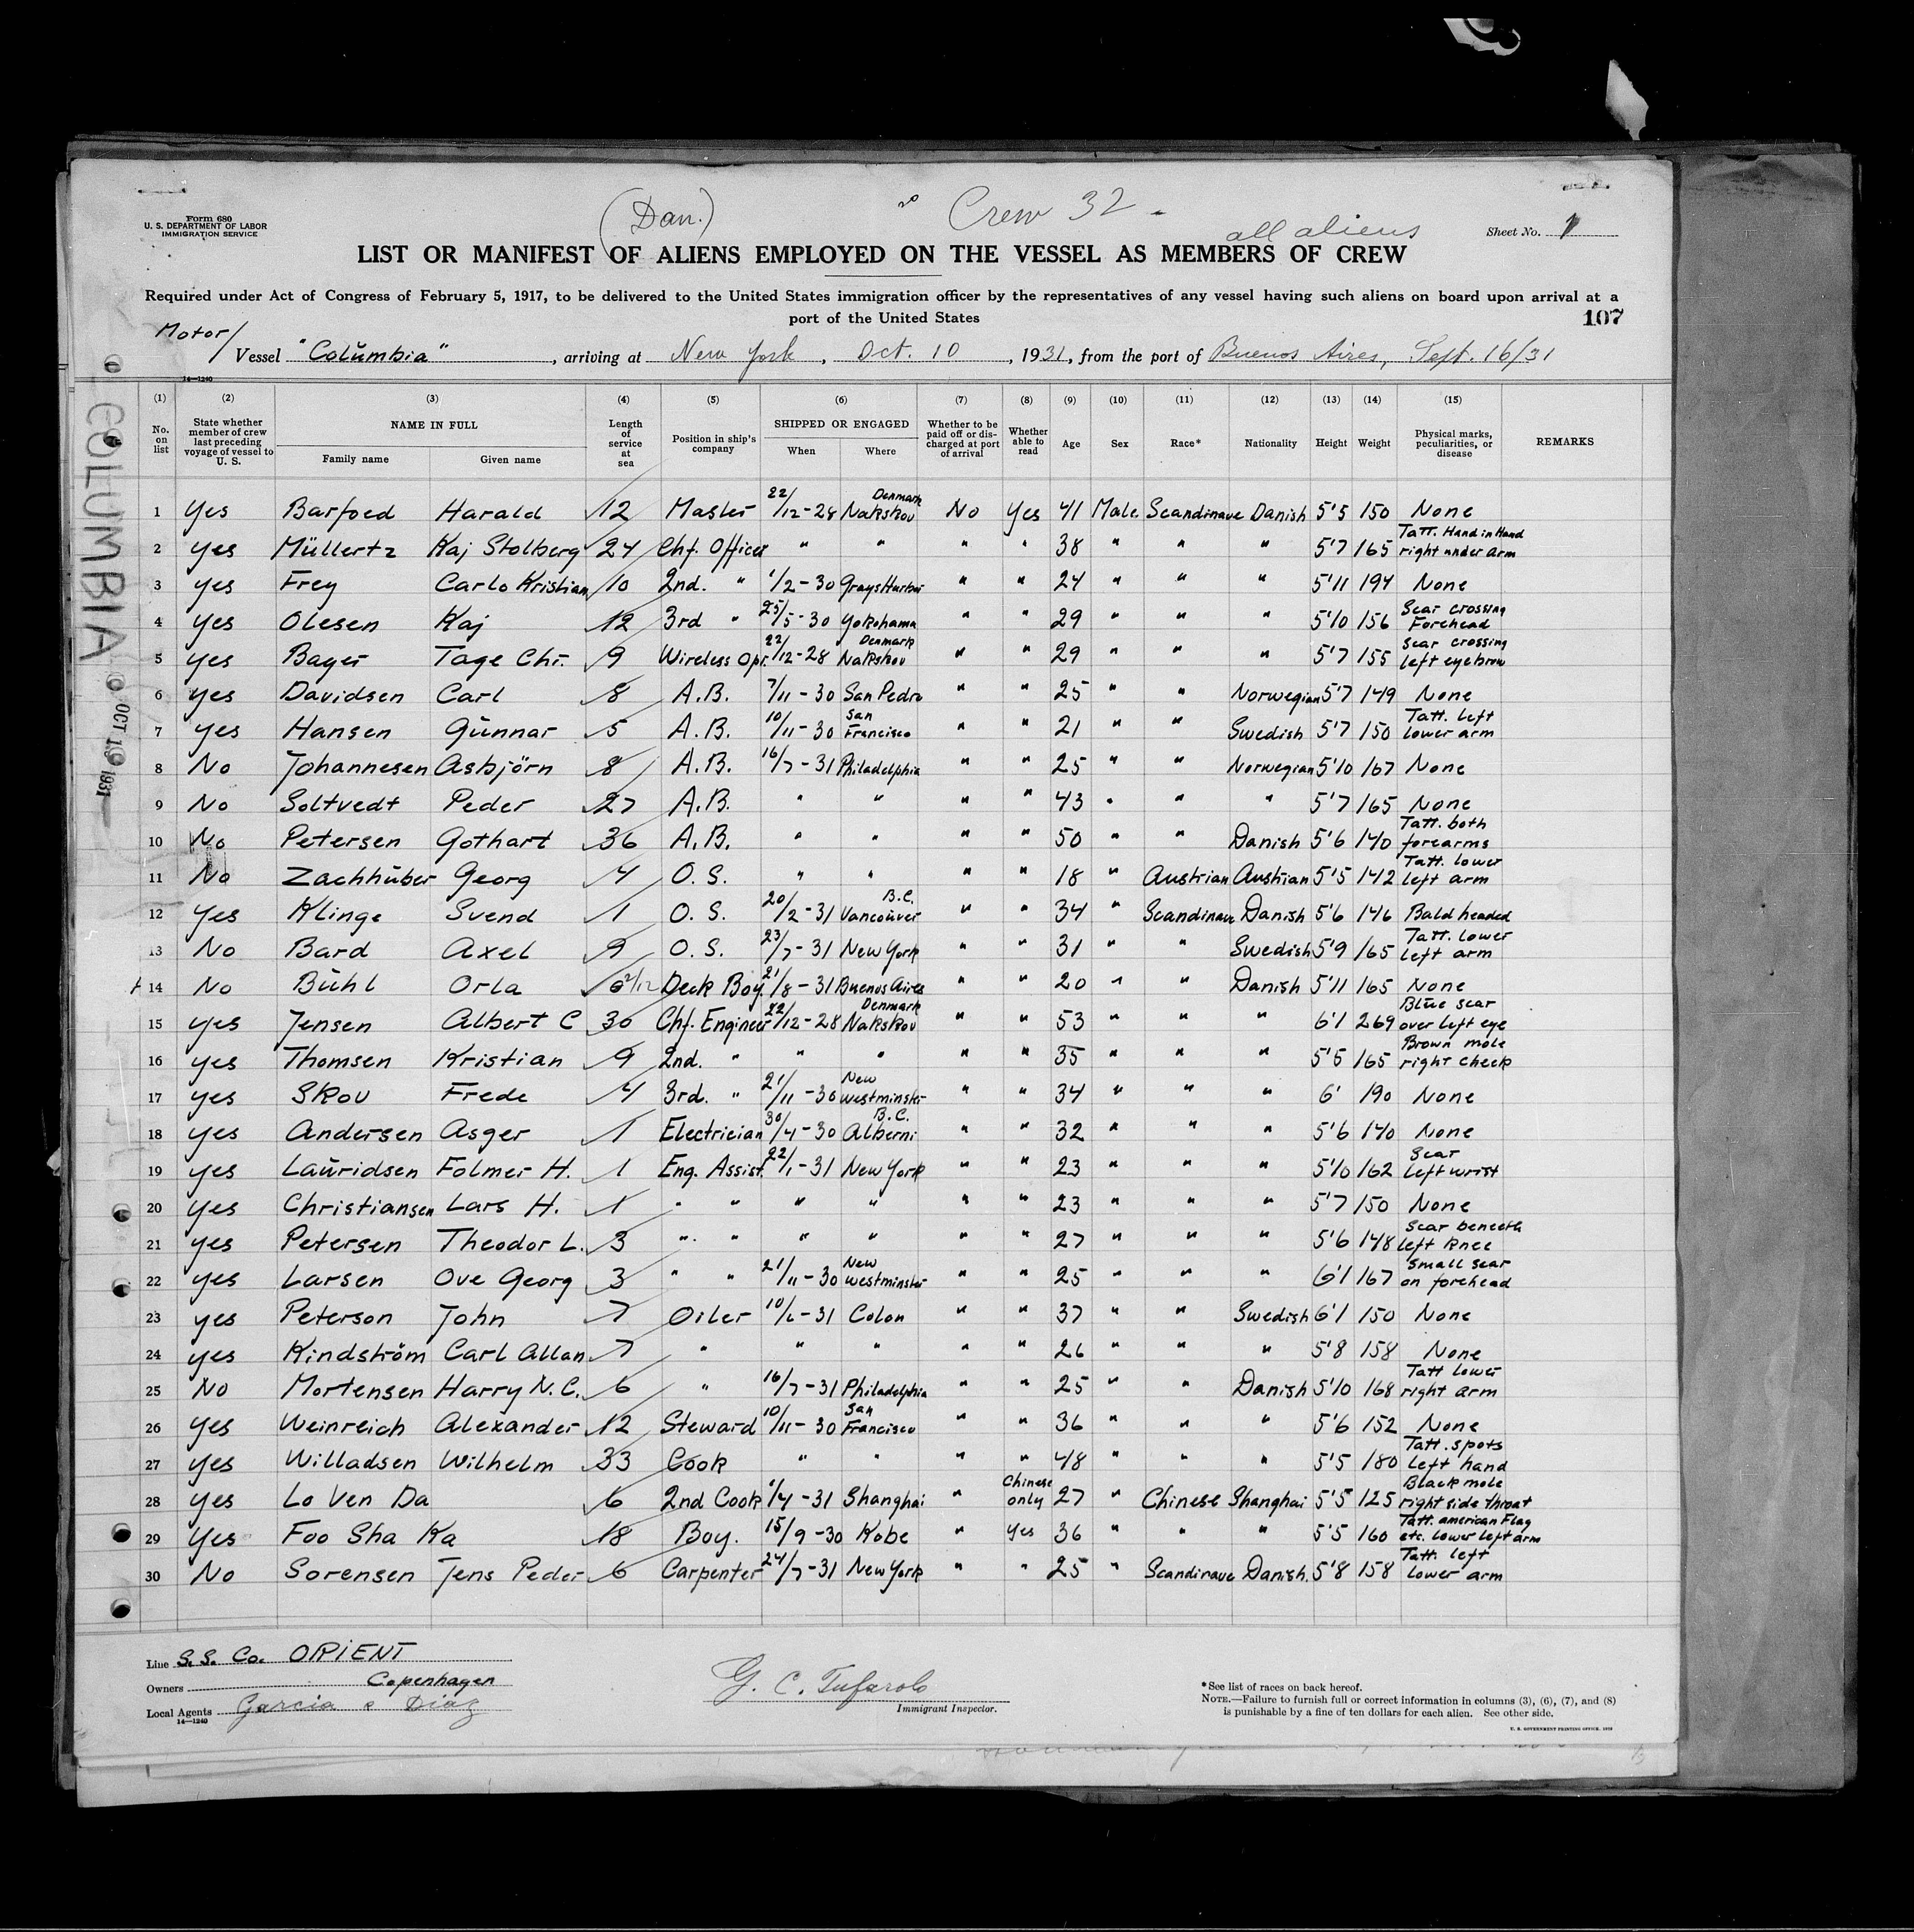 (Dan.) Crew 32 -
all aliens
Form 680
U. S. DEPARTMENT OF LABOR
IMMIGRATION SERVICE
Sheet No. 1
LIST OR MANIFEST OF ALIENS EMPLOYED ON THE VESSEL AS MEMBERS OF CREW
Required under Act of Congress of February 5, 1917, to be delivered to the United States immigration officer by the representatives of any vessel having such aliens on board upon arrival at a
port of the United States
107
Motor/
Vessel "Columbia", arriving at New York, Oct. 10, 1931, from the port of Buenos Aires, Sept. 16/31
14—1240
COLUMBIA
OCT 10 1931
(1) (2) (3) (4) (5) (6) (7) (8) (9) (10) (11) (12) (13) (14) (15)
No. on list State whether member of crew last preceding voyage of vessel to U. S. NAME IN FULL Family name Given name Length of service at sea Position in ship's company SHIPPED OR ENGAGED When Where Whether to be paid off or discharged at port of arrival Whether able to read Age Sex Race* Nationality Height Weight Physical marks, peculiarities, or disease REMARKS
1 Yes Barfoed Harald 12 Master 22/12-28 Denmark Nakskov No Yes 41 Male Scandinave Danish 5'5 150 None
2 yes Müllertz Kaj Stolberg 24 Chf. Officer " " " " 38 " " " 5'7 165 Tatt. Hand in Hand right under arm
3 yes Frey Carlo Kristian 10 2nd. " 1/2-30 Grays Harbor " " 24 " " " 5'11 194 None
4 yes Olesen Kaj 12 3rd " 25/5-30 Yokohama " " 29 " " " 5'10 156 Scar crossing Forehead
5 yes Bayer Tage Chr. 9 Wireless Opr. 22/12-28 Denmark Nakskov " " 29 " " " 5'7 155 Scar crossing left eyebrow
6 yes Davidsen Carl 8 A.B. 7/11-30 San Pedro " " 25 " " Norwegian 5'7 149 None
7 yes Hansen Gunnar 5 A.B. 10/11-30 San Francisco " " 21 " " Swedish 5'7 150 Tatt. left lower arm
8 No Johannesen Asbjörn 8 A.B. 16/7-31 Philadelphia " " 25 " " Norwegian 5'10 167 None
9 No Soltvedt Peder 27 A.B. " " " " 43 " " " 5'7 165 None
10 No Petersen Gothart 36 A.B. " " " " 50 " " Danish 5'6 140 Tatt. both forearms
11 No Zachhuber Georg 4 O.S. " " " " 18 " Austrian Austrian 5'5 142 Tatt. lower left arm
12 Yes Klinge Svend 1 O.S. 20/2-31 B.C. Vancouver " " 34 " Scandinave Danish 5'6 146 Bald headed
13 No Bard Axel 9 O.S. 23/7-31 New York " " 31 " " Swedish 5'9 165 Tatt. lower left arm
14 No Buhl Orla 2/12 Deck Boy 21/8-31 Buenos Aires " " 20 " " Danish 5'11 165 None
15 yes Jensen Albert C 30 Chf. Engineer 22/12-28 Denmark Nakskov " " 53 " " " 6'1 269 Blue scar over left eye
16 yes Thomsen Kristian 9 2nd. " " " " " 35 " " " 5'5 165 Brown mole right cheek
17 yes Skov Frede 4 3rd. " 21/11-30 New westminster " " 34 " " " 6' 190 None
18 yes Andersen Asger 1 Electrician 30/4-30 B.C. Alberni " " 32 " " " 5'6 140 None
19 yes Lauridsen Folmer H. 1 Eng. Assist. 22/1-31 New York " " 23 " " " 5'10 162 Scar left wrist
20 yes Christiansen Lars H. 1 " " " " " " 23 " " " 5'7 150 None
21 yes Petersen Theodor L. 3 " " " " " " 27 " " " 5'6 148 Scar beneeth left knee
22 yes Larsen Ove Georg 3 " " 21/11-30 New westminster " " 25 " " " 6'1 167 Small scar on forehead
23 yes Peterson John 7 Oiler 10/6-31 Colon " " 37 " " Swedish 6'1 150 None
24 yes Kindström Carl Allan 7 " " " " " 26 " " " 5'8 158 None
25 No Mortensen Harry N.C. 6 " 16/7-31 Philadelphia " " 25 " " Danish 5'10 168 Tatt lower right arm
26 yes Weinreich Alexander 12 Steward 10/11-30 San Francisco " " 36 " " " 5'6 152 None
27 yes Willadsen Wilhelm 33 Cook " " " " 48 " " " 5'5 180 Tatt. spots left hand
28 yes Lo Ven Da 6 2nd Cook 1/4-31 Shanghai " Chinese only 27 " Chinese Shanghai 5'5 125 Black mole right side throat
29 Yes Foo Sha Ka 18 Boy. 15/9-30 Kobe " Yes 36 " " " 5'5 160 Tatt. american Flag etc. lower left arm
30 No Sorensen Jens Peder 6 Carpenter 24/7-31 New York " " 25 " Scandinave Danish. 5'8 158 Tatt. left lower arm
Line S.S. Co. ORIENT
Owners Copenhagen
Local Agents Garcia & Diaz
14—1240
G. C. Tufarolo
Immigrant Inspector.
*See list of races on back hereof.
NOTE.—Failure to furnish full or correct information in columns (3), (6), (7), and (8)
is punishable by a fine of ten dollars for each alien. See other side.